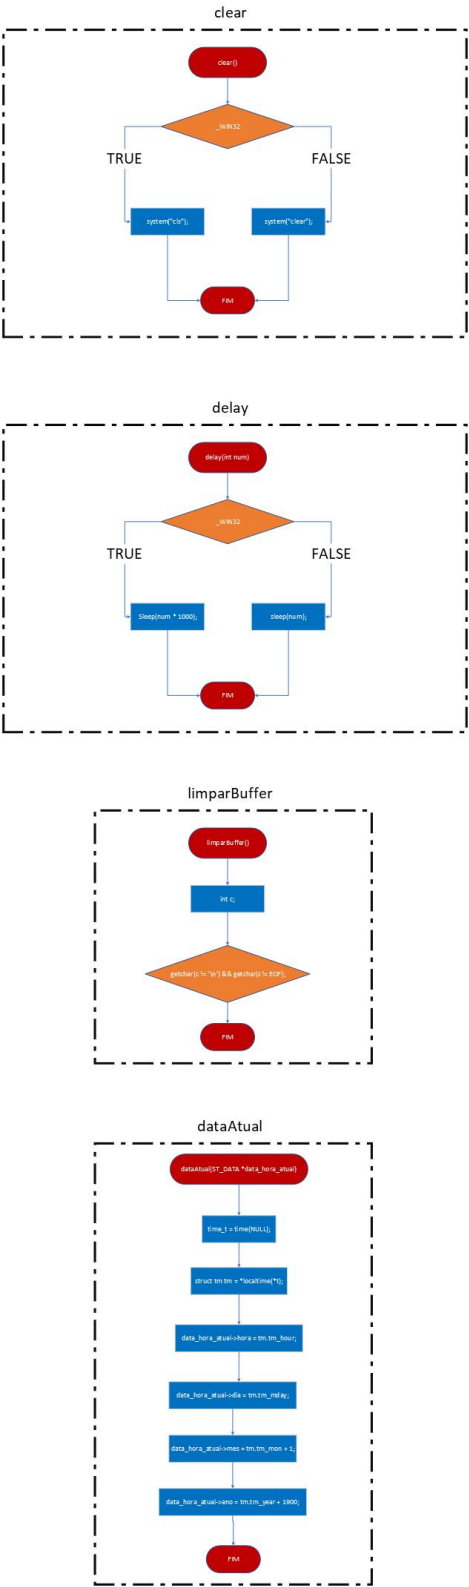 clear
clear()
_WIN32
TRUE
FALSE
system("cls");
system("clear");
FIM
delay
delay(int num)
_WIN32
TRUE
FALSE
Sleep(num * 1000);
sleep(num);
FIM
limparBuffer
limparBuffer()
int c;
getchar(c != '\n') && getchar(c != EOF);
FIM
dataAtual
dataAtual(ST_DATA *data_hora_atual)
time_t = time(NULL);
struct tm tm = *localtime(*t);
data_hora_atual->hora = tm.tm_hour;
data_hora_atual->dia = tm.tm_mday;
data_hora_atual->mes = tm.tm_mon + 1;
data_hora_atual->ano = tm.tm_year + 1900;
FIM